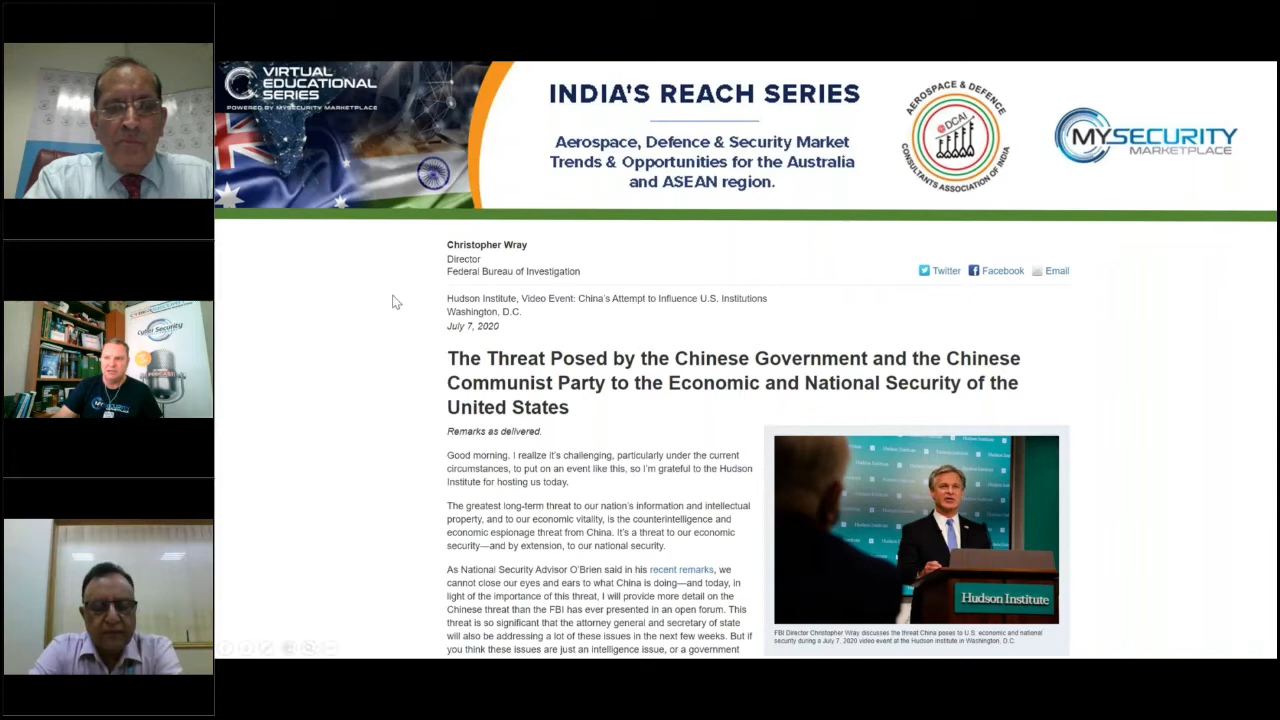 VIRTUAL
EDUCATIONAL
SERIES
POWERED BY MYSECURITY MARKETPLACE
INDIA'S REACH SERIES
Aerospace, Defence & Security Market
Trends & Opportunities for the Australia
and ASEAN region.
AEROSPACE & DEFENCE
ADCAI
CONSULTANTS ASSOCIATION OF INDIA
MYSECURITY
MARKETPLACE
Christopher Wray
Director
Federal Bureau of Investigation
Twitter Facebook Email
Hudson Institute, Video Event: China's Attempt to Influence U.S. Institutions
Washington, D.C.
July 7, 2020
The Threat Posed by the Chinese Government and the Chinese
Communist Party to the Economic and National Security of the
United States
Remarks as delivered.
Good morning. I realize it's challenging, particularly under the current
circumstances, to put on an event like this, so I'm grateful to the Hudson
Institute for hosting us today.
The greatest long-term threat to our nation's information and intellectual
property, and to our economic vitality, is the counterintelligence and
economic espionage threat from China. It's a threat to our economic
security—and by extension, to our national security.
As National Security Advisor O'Brien said in his recent remarks, we
cannot close our eyes and ears to what China is doing—and today, in
light of the importance of this threat, I will provide more detail on the
Chinese threat than the FBI has ever presented in an open forum. This
threat is so significant that the attorney general and secretary of state
will also be addressing a lot of these issues in the next few weeks. But if
you think these issues are just an intelligence issue, or a government
Hudson Institute
FBI Director Christopher Wray discusses the threat China poses to U.S. economic and national
security during a July 7, 2020 video event at the Hudson Institute in Washington, D.C.
Cyber Security
PODCAST
MYSECURITY